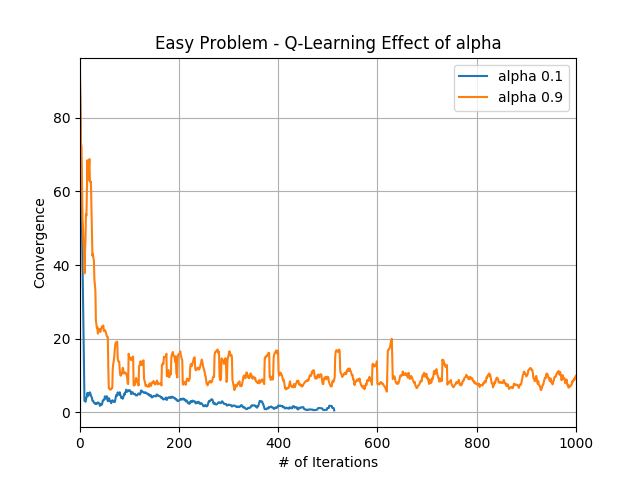 Easy Problem - Q-Learning Effect of alpha
alpha 0.1
alpha 0.9
Convergence
80
60
40
20
0
0 200 400 600 800 1000
# of Iterations